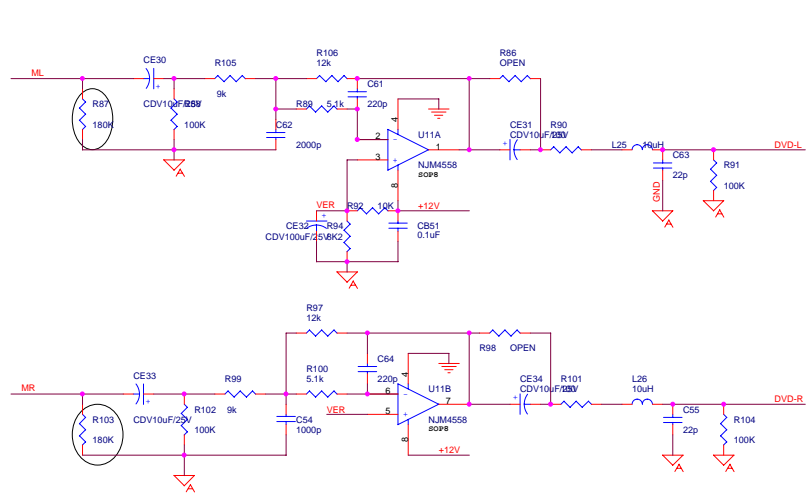 R86
OPEN
R106
12k
CE30
R105
C61
ML
9k
R87
CDV10uF/25V
R88
R89
5.1k
220p
180K
100K
C62
2000p
4
2
3
1
8
U11A
NJM4558
SOP8
CE31
R90
CDV10uF/25V
100
L25
10uH
C63
22p
GND
DVD-L
R91
100K
A
VER
R92
10K
+12V
CE32
CDV100uF/25V
R94
8K2
CB51
0.1uF
A
A
A
A
R97
12k
R98
OPEN
MR
CE33
R99
R100
5.1k
C64
220p
4
U11B
CE34
R101
L26
10uH
CDV10uF/25V
100
DVD-R
R103
180K
CDV10uF/25V
R102
100K
9k
C54
1000p
6
5
7
8
VER
NJM4558
SOP8
+12V
C55
22p
R104
100K
A
A
A